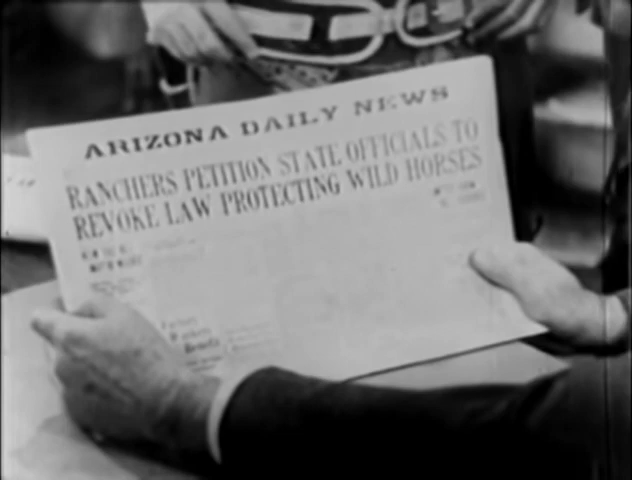 ARIZONA DAILY NEWS
RANCHERS PETITION STATE OFFICIALS TO
REVOKE LAW PROTECTING WILD HORSES